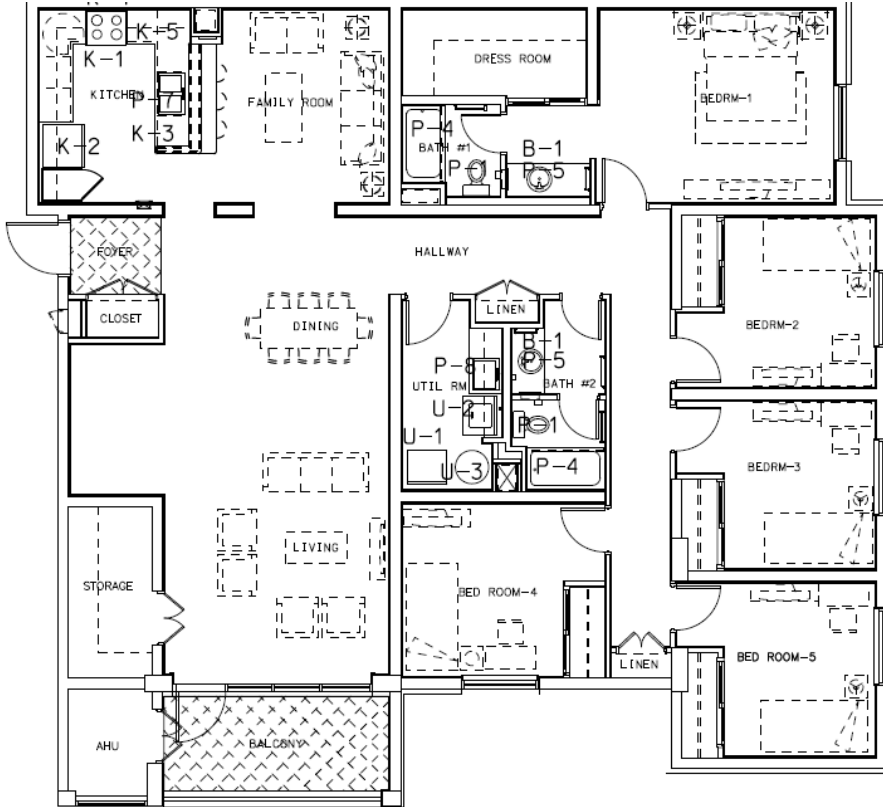 K-5
K-1
KITCHEN
P-7
K-3
K-2
FAMILY ROOM
DRESS ROOM
BEDRM-1
P-4
BATH #1
P-1
B-1
P-5
FOYER
HALLWAY
CLOSET
DINING
LINEN
BEDRM-2
B-1
P-5
P-8
UTIL RM
BATH #2
U-2
P-1
U-1
U-3
P-4
BEDRM-3
LIVING
STORAGE
BED ROOM-4
LINEN
BED ROOM-5
AHU
BALCONY